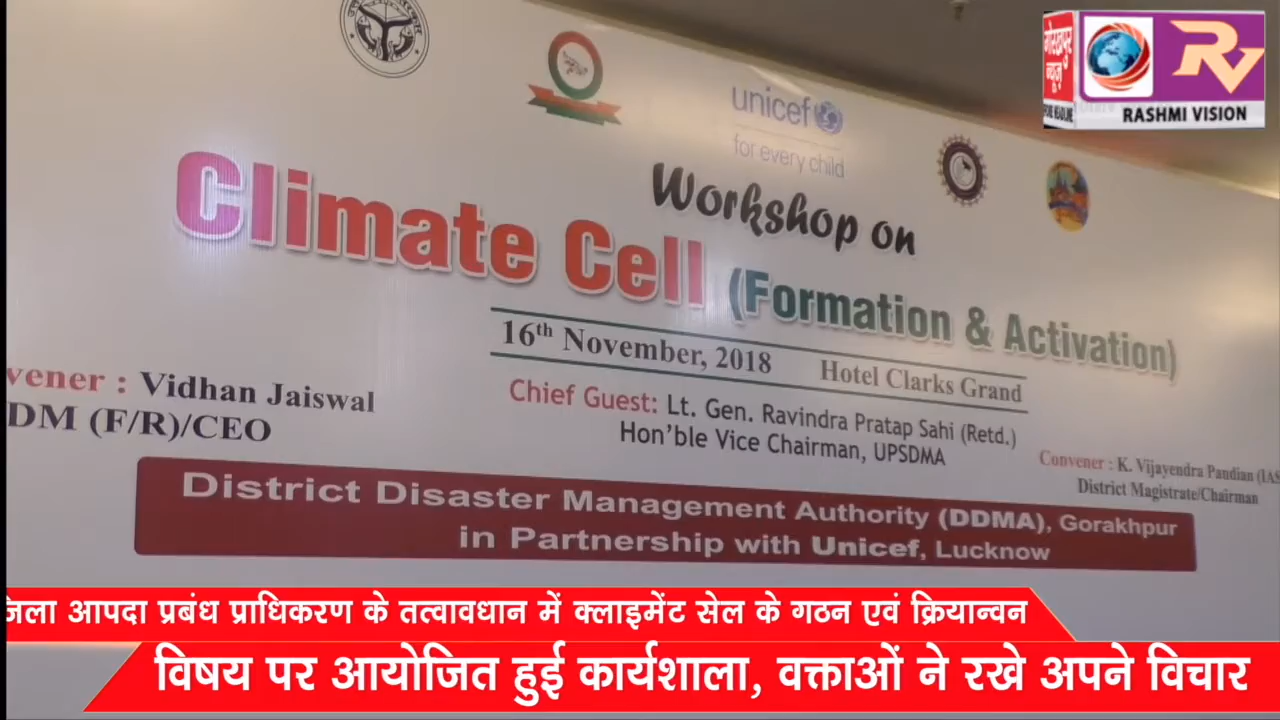 गोरखपुर न्यूज़
RASHMI VISION
unicef
for every child
Workshop on
Climate Cell (Formation & Activation)
16th November, 2018 Hotel Clarks Grand
Chief Guest: Lt. Gen. Ravindra Pratap Sahi (Retd.)
Hon'ble Vice Chairman, UPSDMA
vener : Vidhan Jaiswal
DM (F/R)/CEO
Convener : K. Vijayendra Pandian (IAS
District Magistrate/Chairman
District Disaster Management Authority (DDMA), Gorakhpur
in Partnership with Unicef, Lucknow
जिला आपदा प्रबंध प्राधिकरण के तत्वावधान में क्लाइमेंट सेल के गठन एवं क्रियान्वन
विषय पर आयोजित हुई कार्यशाला, वक्ताओं ने रखे अपने विचार